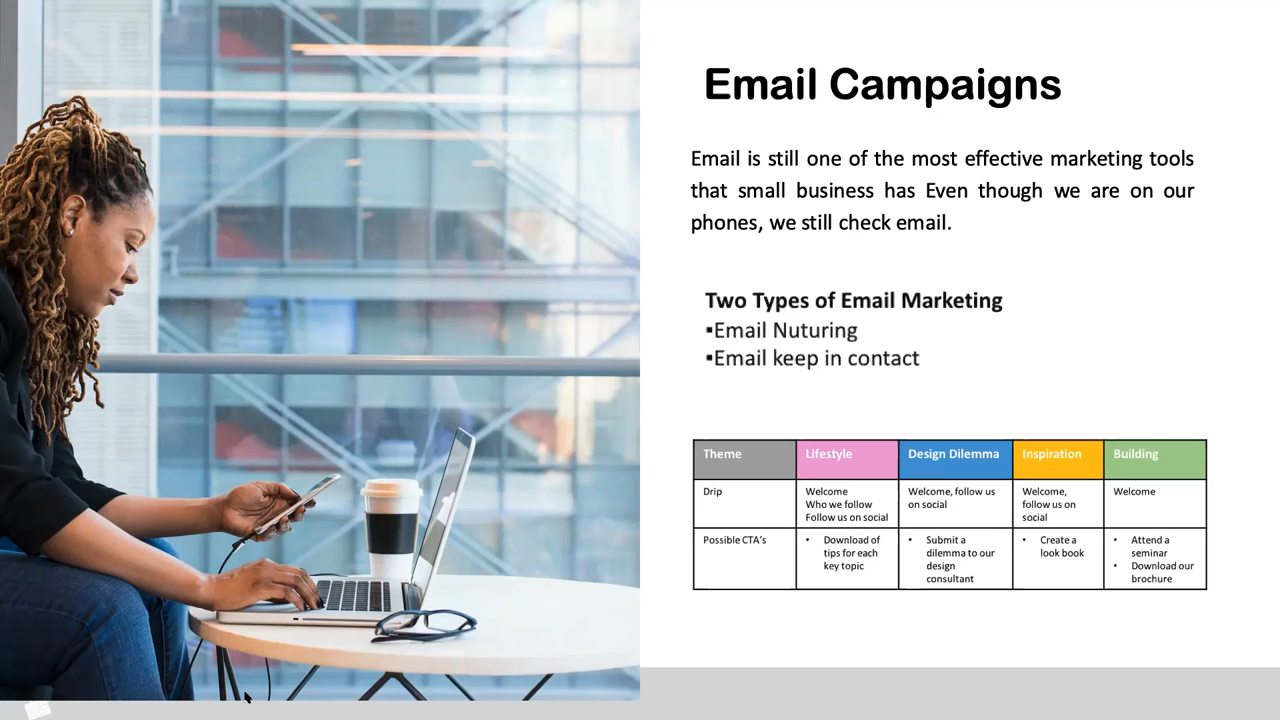 Email Campaigns
Email is still one of the most effective marketing tools
that small business has Even though we are on our
phones, we still check email.
Two Types of Email Marketing
▪Email Nuturing
▪Email keep in contact
Theme Lifestyle Design Dilemma Inspiration Building
Drip
Welcome
Who we follow
Follow us on social
Welcome, follow us
on social
Welcome,
follow us on
social
Welcome
Possible CTA's
• Download of
tips for each
key topic
• Submit a
dilemma to our
design
consultant
• Create a
look book
• Attend a
seminar
• Download our
brochure